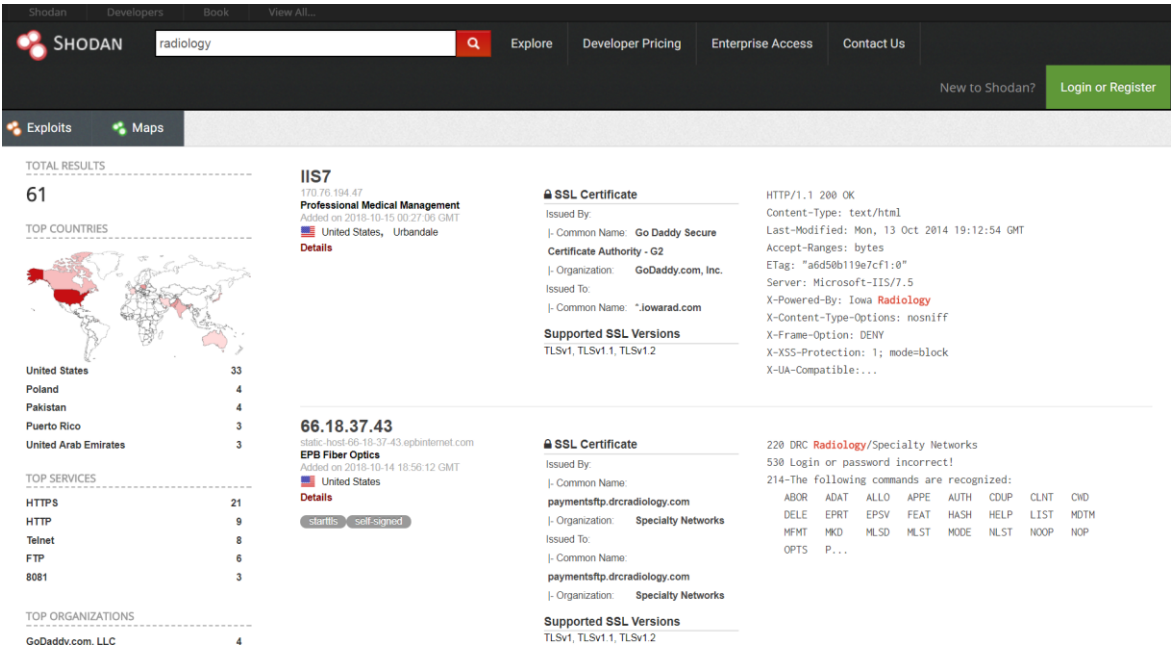 Shodan Developers Book View All...
SHODAN radiology Explore Developer Pricing Enterprise Access Contact Us
New to Shodan? Login or Register
Exploits Maps
TOTAL RESULTS
61
TOP COUNTRIES
United States 33
Poland 4
Pakistan 4
Puerto Rico 3
United Arab Emirates 3
TOP SERVICES
HTTPS 21
HTTP 9
Telnet 8
FTP 6
8081 3
TOP ORGANIZATIONS
GoDaddy.com, LLC 4
IIS7
170.76.194.47
Professional Medical Management
Added on 2018-10-15 00:27:06 GMT
United States, Urbandale
Details
SSL Certificate
Issued By:
|- Common Name: Go Daddy Secure
Certificate Authority - G2
|- Organization: GoDaddy.com, Inc.
Issued To:
|- Common Name: *.iowarad.com
Supported SSL Versions
TLSv1, TLSv1.1, TLSv1.2
HTTP/1.1 200 OK
Content-Type: text/html
Last-Modified: Mon, 13 Oct 2014 19:12:54 GMT
Accept-Ranges: bytes
ETag: "a6d50b119e7cf1:0"
Server: Microsoft-IIS/7.5
X-Powered-By: Iowa Radiology
X-Content-Type-Options: nosniff
X-Frame-Option: DENY
X-XSS-Protection: 1; mode=block
X-UA-Compatible:...
66.18.37.43
static-host-66-18-37-43.epbinternet.com
EPB Fiber Optics
Added on 2018-10-14 18:56:12 GMT
United States
Details
starttls self-signed
SSL Certificate
Issued By:
|- Common Name:
paymentsftp.drcradiology.com
|- Organization: Specialty Networks
Issued To:
|- Common Name:
paymentsftp.drcradiology.com
|- Organization: Specialty Networks
Supported SSL Versions
TLSv1, TLSv1.1, TLSv1.2
220 DRC Radiology/Specialty Networks
530 Login or password incorrect!
214-The following commands are recognized:
ABOR ADAT ALLO APPE AUTH CDUP CLNT CWD
DELE EPRT EPSV FEAT HASH HELP LIST MDTM
MFMT MKD MLSD MLST MODE NLST NOOP NOP
OPTS P...